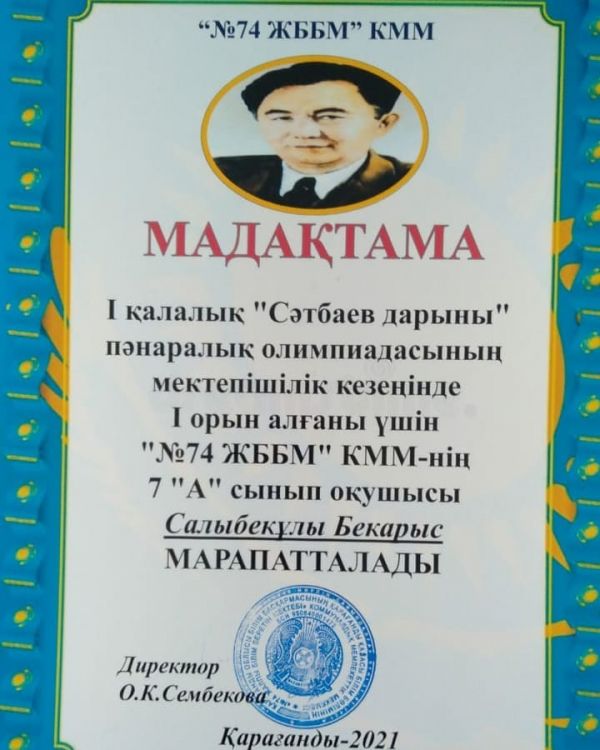 “№74 ЖББМ” КММ
МАДАҚТАМА
I қалалық "Сәтбаев дарыны"
пәнаралық олимпиадасының
мектепішілік кезеңінде
I орын алғаны үшін
"№74 ЖББМ" КММ-нің
7 "А" сынып оқушысы
Салыбекұлы Бекарыс
МАРАПАТТАЛАДЫ
Директор
О.К.Сембекова
Қарағанды-2021